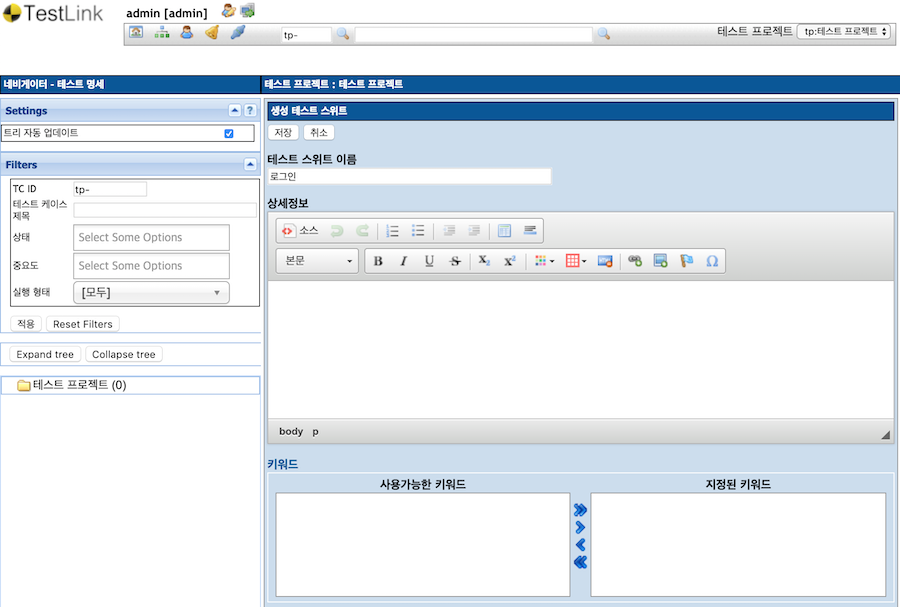 TestLink
admin [admin]
tp-
테스트 프로젝트 tp:테스트 프로젝트
네비게이터 - 테스트 명세
Settings
?
트리 자동 업데이트
Filters
TC ID tp-
테스트 케이스
제목
상태 Select Some Options
중요도 Select Some Options
실행 형태 [모두]
적용 Reset Filters
Expand tree Collapse tree
테스트 프로젝트 (0)
테스트 프로젝트 : 테스트 프로젝트
생성 테스트 스위트
저장 취소
테스트 스위트 이름
로그인
상세정보
소스
본문 B I U S X₂ X² Ω
body p
키워드
사용가능한 키워드 지정된 키워드